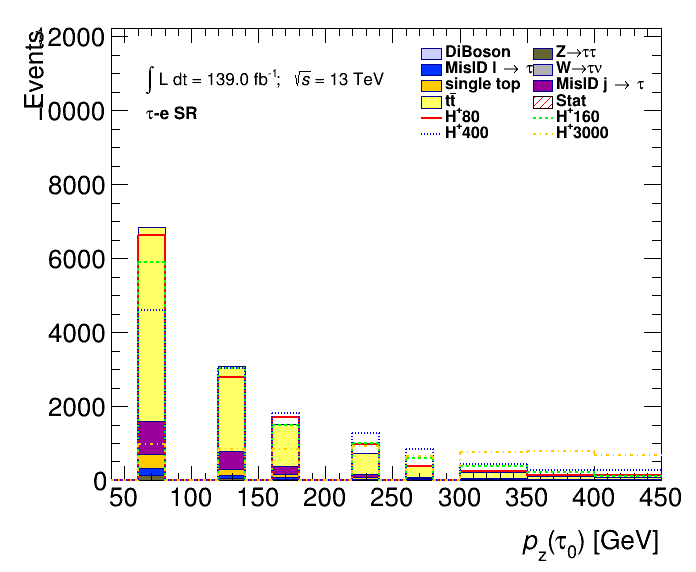 Events
12000
10000
8000
6000
4000
2000
0
∫ L dt = 139.0 fb⁻¹; √s = 13 TeV
τ-e SR
DiBoson Z→ττ
MisID l → τ W→τν
single top MisID j → τ
tt̄ Stat
H⁺80 H⁺160
H⁺400 H⁺3000
50 100 150 200 250 300 350 400 450
p_z(τ₀) [GeV]